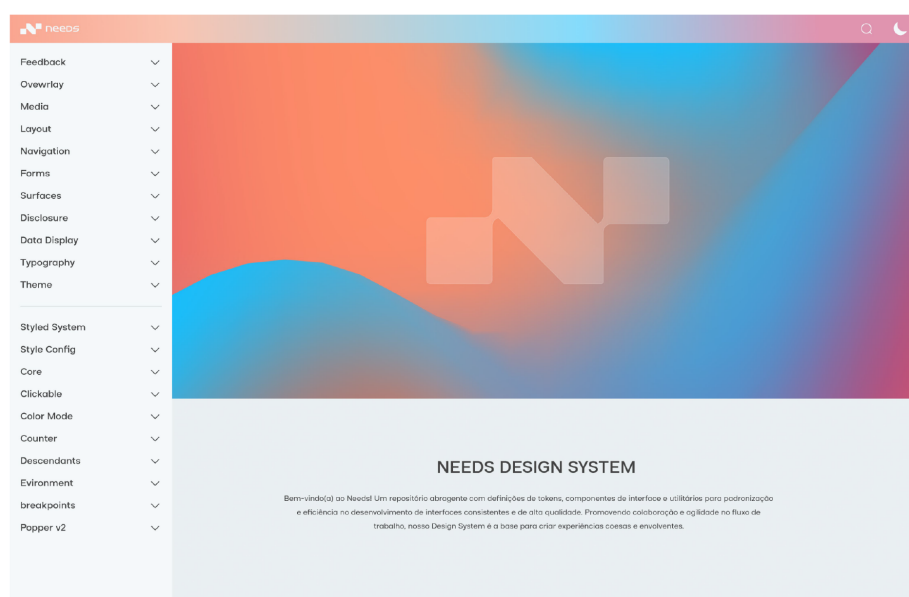 needs
Feedback
Ovewrlay
Media
Layout
Navigation
Forms
Surfaces
Disclosure
Data Display
Typography
Theme
Styled System
Style Config
Core
Clickable
Color Mode
Counter
Descendants
Evironment
breakpoints
Popper v2
NEEDS DESIGN SYSTEM
Bem-vindo(a) ao Needs! Um repositório abrogente com definições de tokens, componentes de interface e utilitários para padronização
e eficiência no desenvolvimento de interfaces consistentes e de alta qualidade. Promovendo colaboração e agilidade no fluxo de
trabalho, nosso Design System é a base para criar experiências coesas e envolventes.